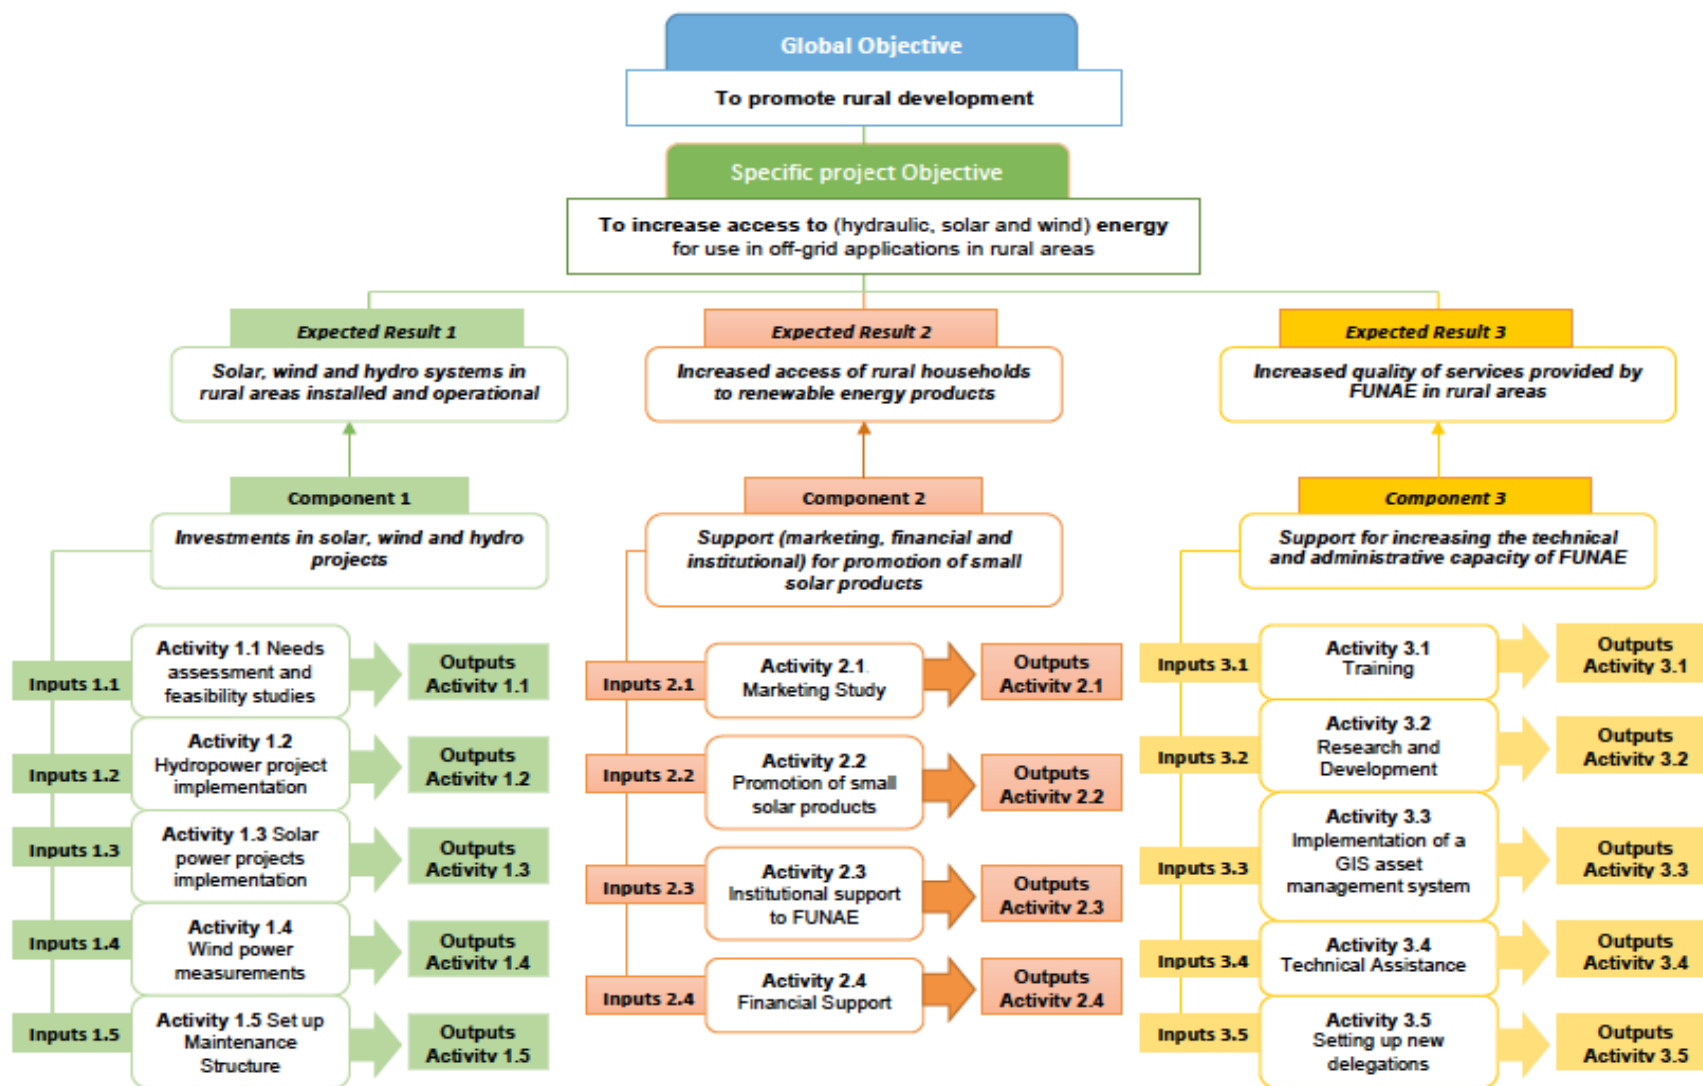 Global Objective
To promote rural development
Specific project Objective
To increase access to (hydraulic, solar and wind) energy
for use in off-grid applications in rural areas
Expected Result 1
Solar, wind and hydro systems in
rural areas installed and operational
Expected Result 2
Increased access of rural households
to renewable energy products
Expected Result 3
Increased quality of services provided by
FUNAE in rural areas
Component 1
Investments in solar, wind and hydro
projects
Component 2
Support (marketing, financial and
institutional) for promotion of small
solar products
Component 3
Support for increasing the technical
and administrative capacity of FUNAE
Inputs 1.1
Activity 1.1 Needs
assessment and
feasibility studies
Outputs
Activity 1.1
Inputs 1.2
Activity 1.2
Hydropower project
implementation
Outputs
Activity 1.2
Inputs 1.3
Activity 1.3 Solar
power projects
implementation
Outputs
Activity 1.3
Inputs 1.4
Activity 1.4
Wind power
measurements
Outputs
Activity 1.4
Inputs 1.5
Activity 1.5 Set up
Maintenance
Structure
Outputs
Activity 1.5
Inputs 2.1
Activity 2.1.
Marketing Study
Outputs
Activity 2.1
Inputs 2.2
Activity 2.2
Promotion of small
solar products
Outputs
Activity 2.2
Inputs 2.3
Activity 2.3
Institutional support
to FUNAE
Outputs
Activity 2.3
Inputs 2.4
Activity 2.4
Financial Support
Outputs
Activity 2.4
Inputs 3.1
Activity 3.1
Training
Outputs
Activity 3.1
Inputs 3.2
Activity 3.2
Research and
Development
Outputs
Activity 3.2
Inputs 3.3
Activity 3.3
Implementation of a
GIS asset
management system
Outputs
Activity 3.3
Inputs 3.4
Activity 3.4
Technical Assistance
Outputs
Activity 3.4
Inputs 3.5
Activity 3.5
Setting up new
delegations
Outputs
Activity 3.5